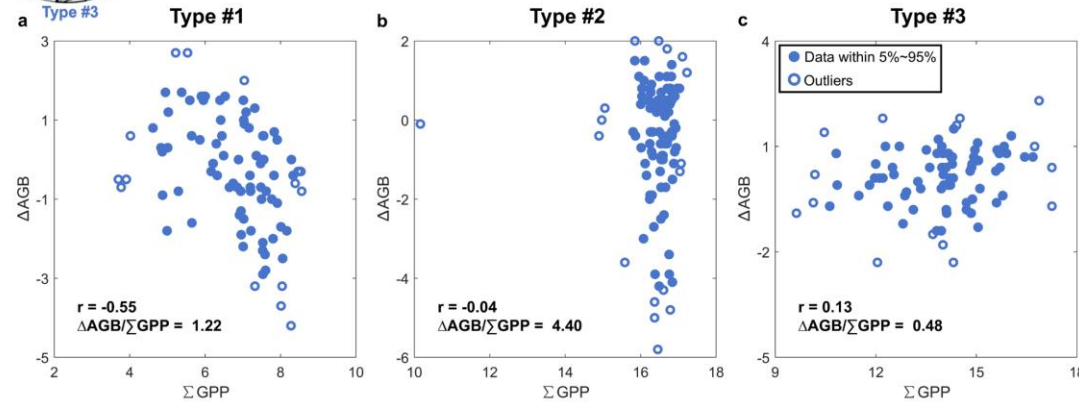 Type #3
a Type #1
b Type #2
c Type #3
3
1
-1
-3
-5
ΔAGB
2 4 6 8 10
Σ GPP
r = -0.55
ΔAGB/∑GPP = 1.22
2
0
-2
-4
-6
ΔAGB
10 12 14 16 18
Σ GPP
r = -0.04
ΔAGB/∑GPP = 4.40
4
1
-2
-5
ΔAGB
9 12 15 18
Σ GPP
Data within 5%~95%
Outliers
r = 0.13
ΔAGB/∑GPP = 0.48